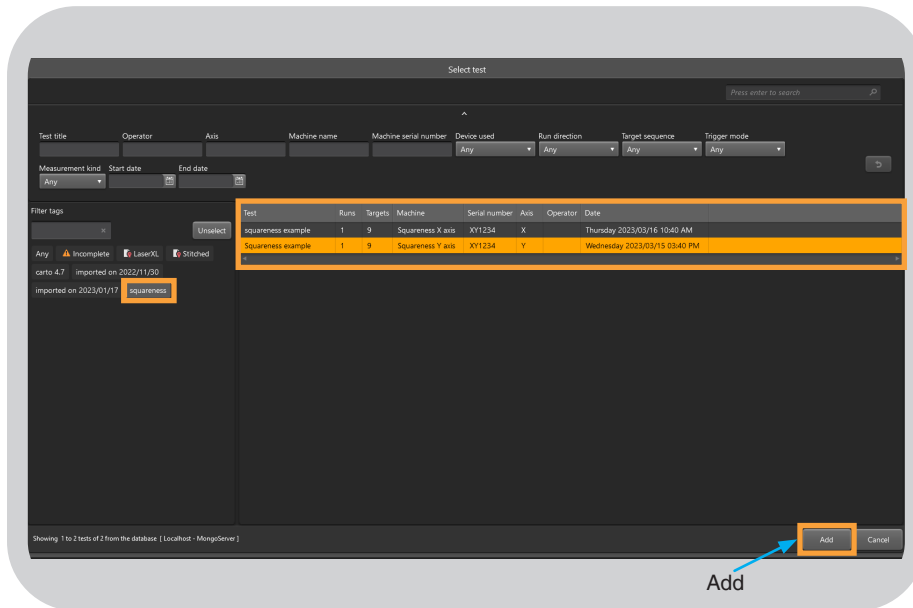 Select test
Press enter to search
Test title Operator Axis Machine name Machine serial number Device used Run direction Target sequence Trigger mode
Any Any Any Any
Measurement kind Start date End date
Any
Filter tags
Unselect
Any Incomplete LaserXL Stitched
carto 4.7 imported on 2022/11/30
imported on 2023/01/17 squareness
Test Runs Targets Machine Serial number Axis Operator Date
squareness example 1 9 Squareness X axis XY1234 X Thursday 2023/03/16 10:40 AM
Squareness example 1 9 Squareness Y axis XY1234 Y Wednesday 2023/03/15 03:40 PM
Showing 1 to 2 tests of 2 from the database [ Localhost - MongoServer ]
Add Cancel
Add